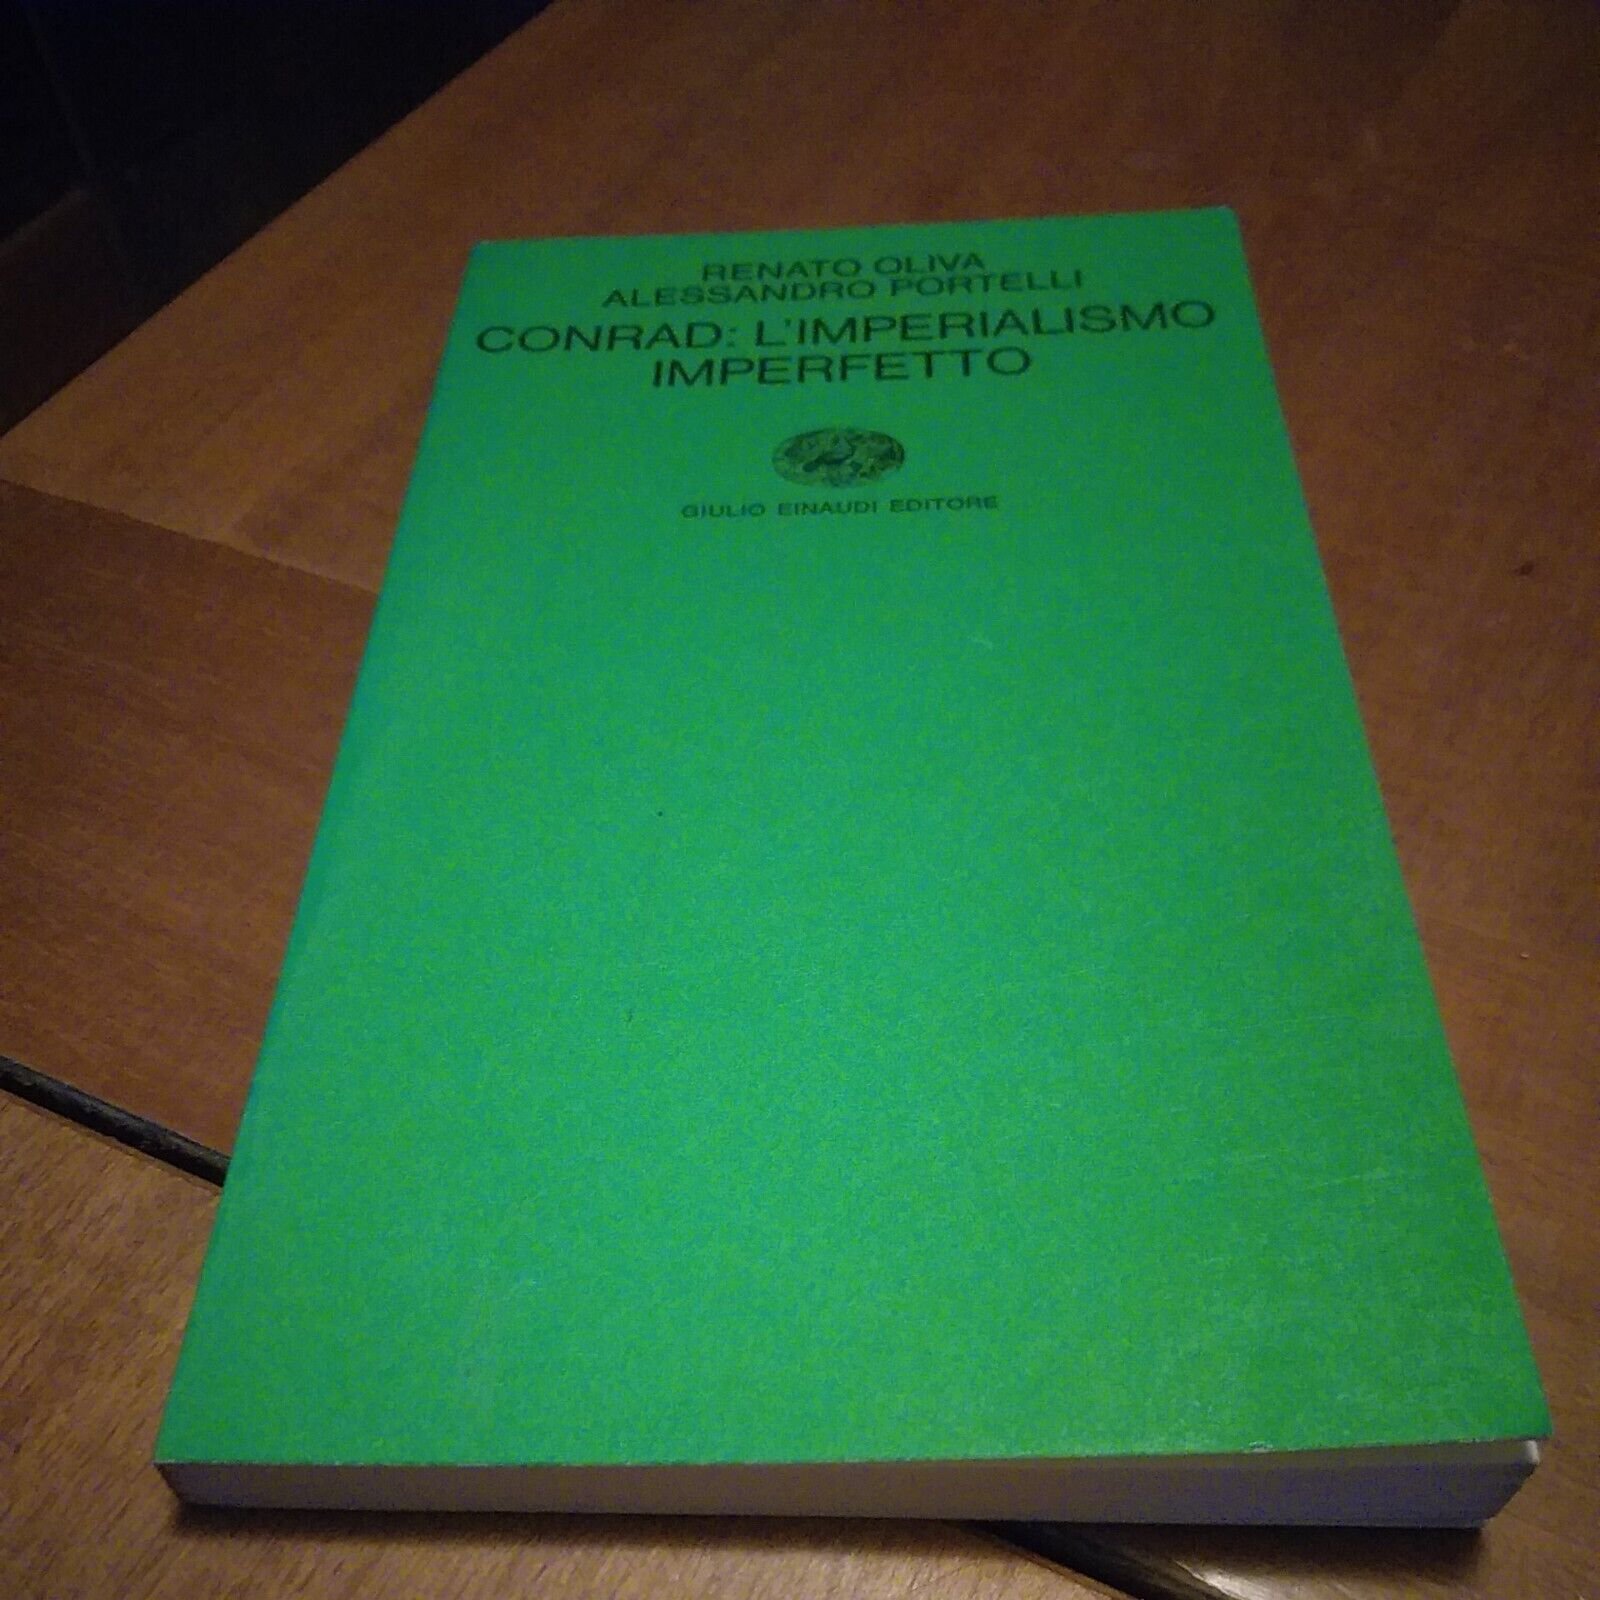 RENATO OLIVA
ALESSANDRO PORTELLI
CONRAD: L'IMPERIALISMO
IMPERFETTO
GIULIO EINAUDI EDITORE